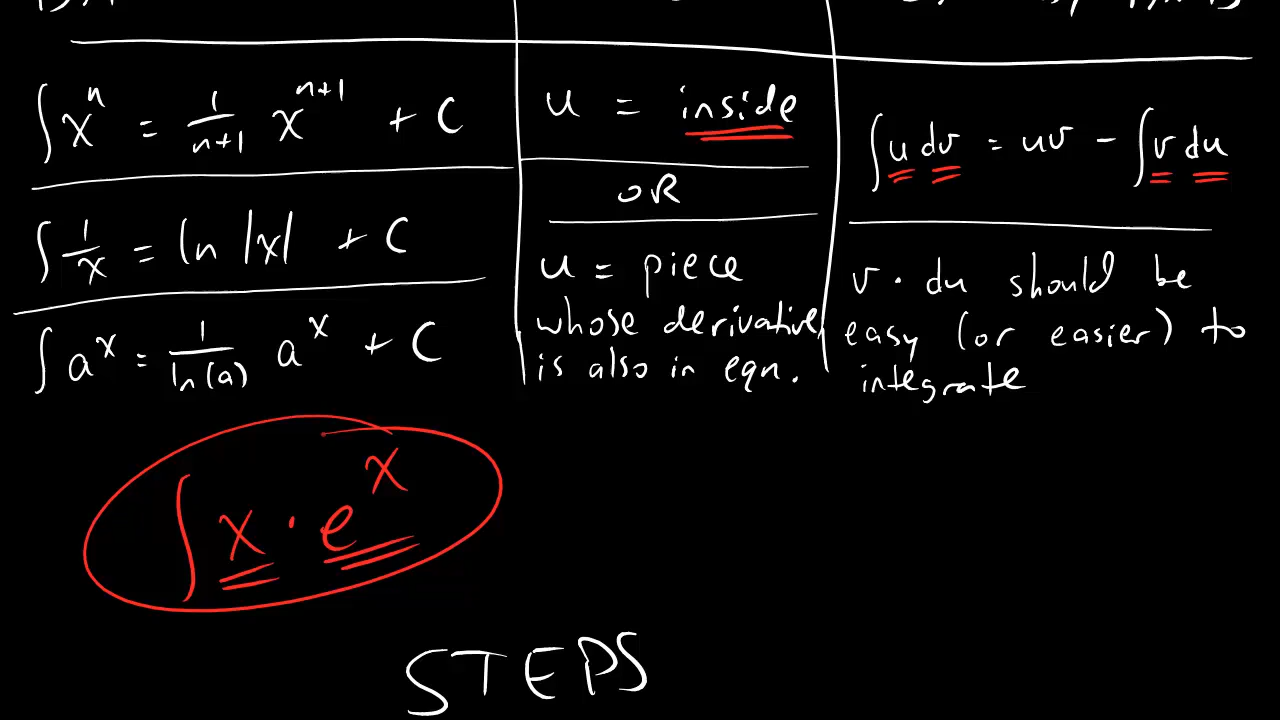 ∫ xⁿ = 1/(n+1) xⁿ⁺¹ + C
∫ 1/x = ln |x| + C
∫ aˣ = 1/ln(a) aˣ + C
u = inside
OR
u = piece
whose derivative
is also in eqn.
∫ u dv = uv - ∫ v du
v · du should be
easy (or easier) to
integrate
∫ x · eˣ
STEPS